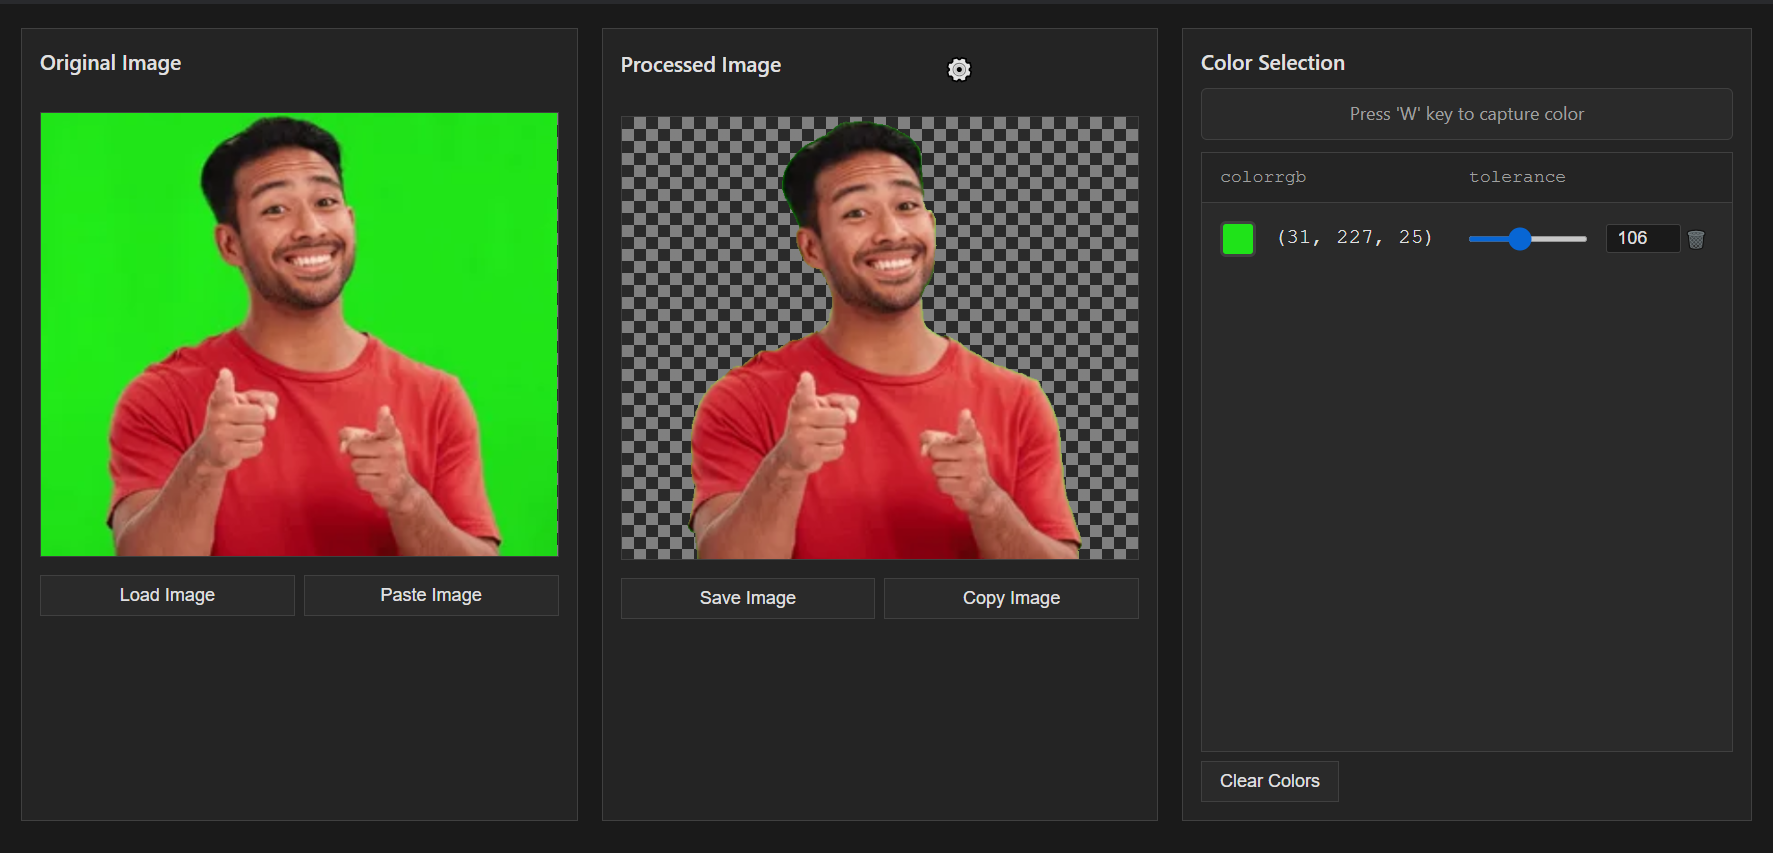 Original Image
Load Image
Paste Image
Processed Image
Save Image
Copy Image
Color Selection
Press 'W' key to capture color
colorrgb
tolerance
(31, 227, 25)
106
Clear Colors